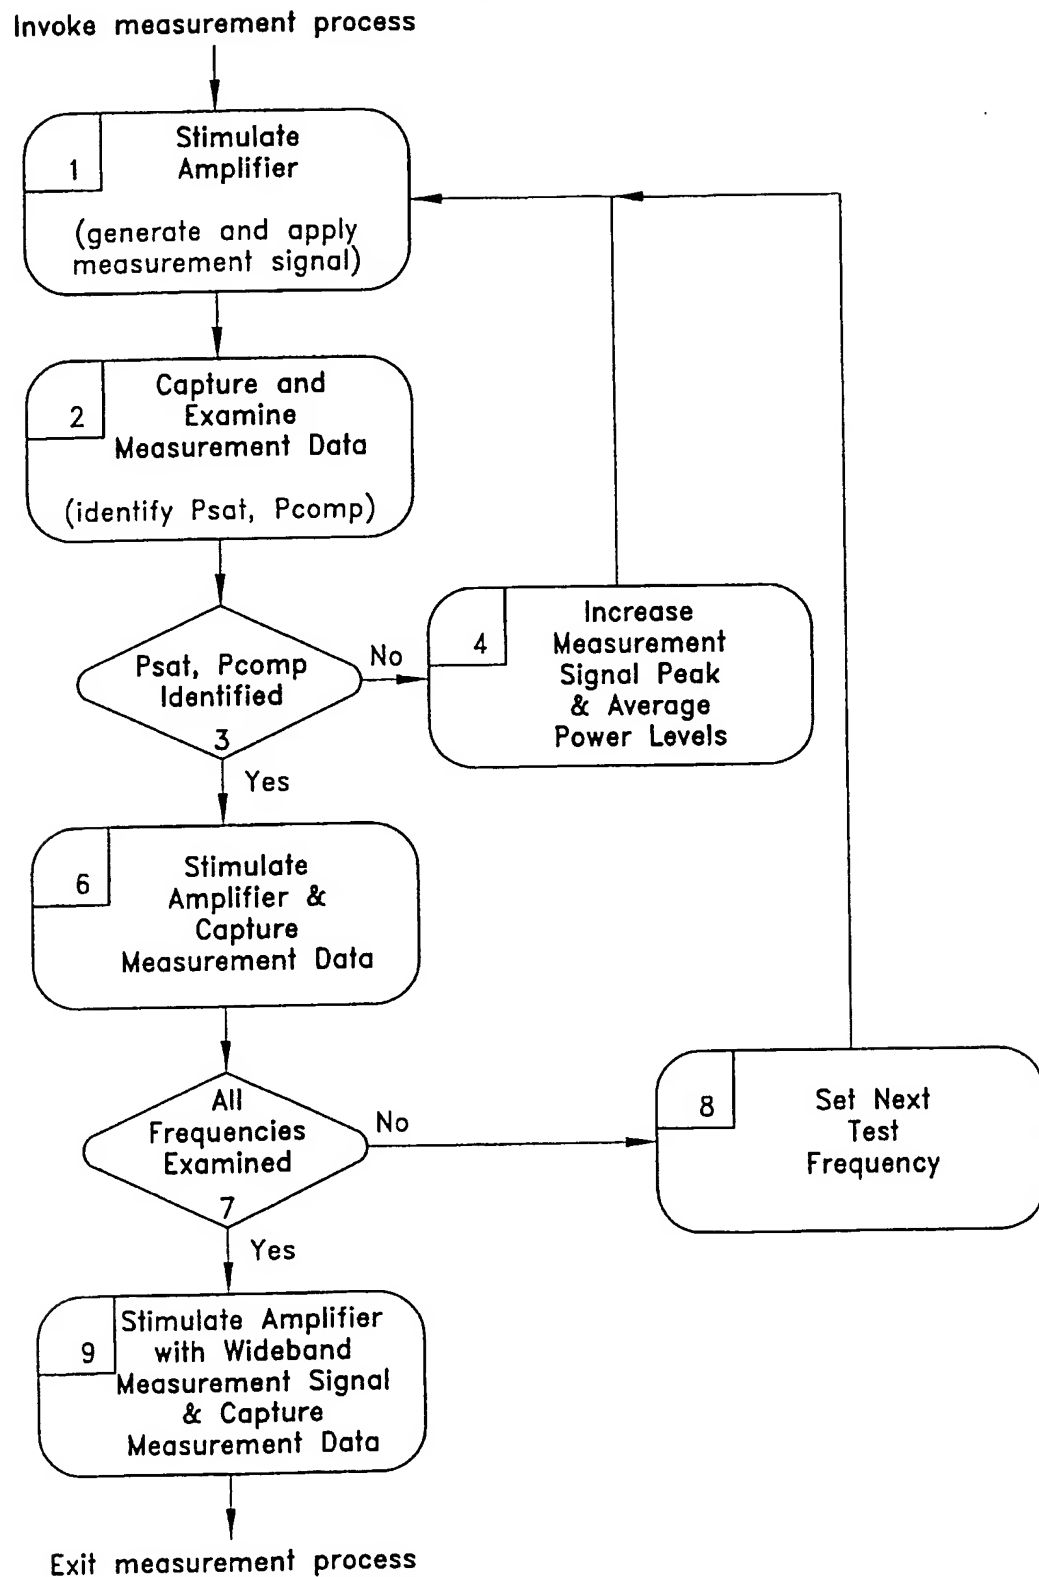 Invoke measurement process
1
Stimulate
Amplifier
(generate and apply
measurement signal)
2
Capture and
Examine
Measurement Data
(identify Psat, Pcomp)
Psat, Pcomp
Identified
3
No
Yes
4
Increase
Measurement
Signal Peak
& Average
Power Levels
6
Stimulate
Amplifier &
Capture
Measurement Data
All
Frequencies
Examined
7
No
Yes
8
Set Next
Test
Frequency
9
Stimulate Amplifier
with Wideband
Measurement Signal
& Capture
Measurement Data
Exit measurement process